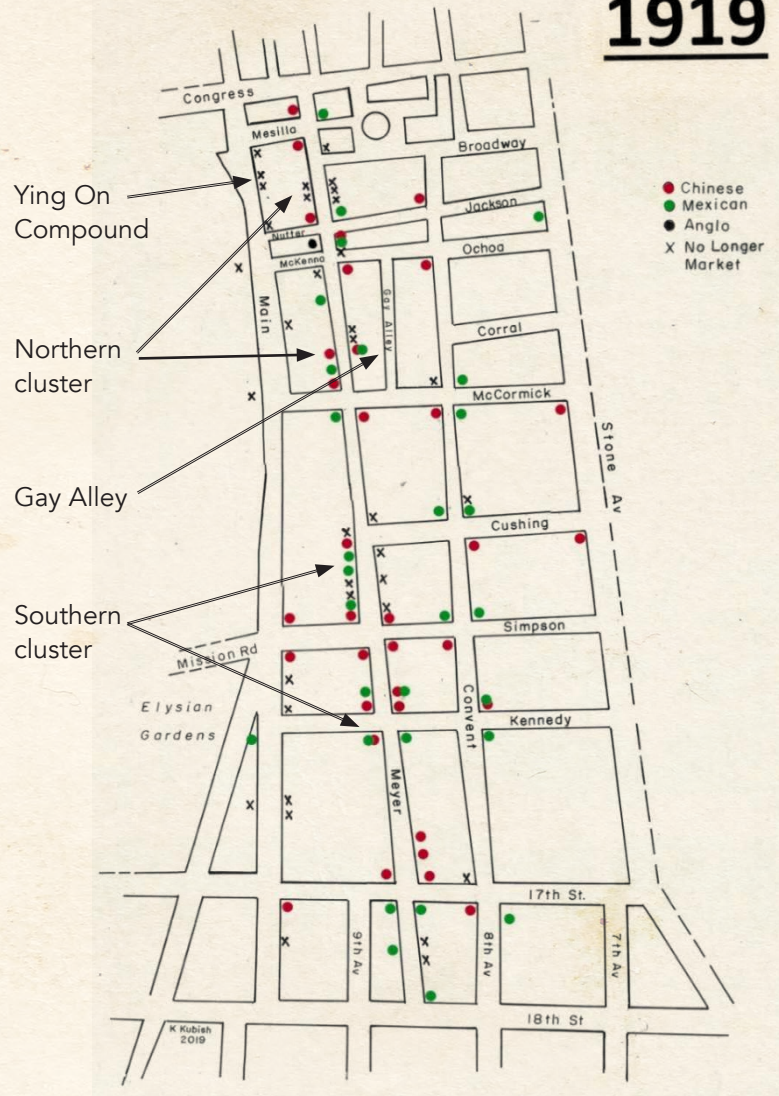 1919
Congress
Mesilla
Broadway
Ying On
Compound
Chinese
Mexican
Anglo
X No Longer
Market
Jackson
Nutter
Ochoa
McKenna
Main
Gay Alley
Corral
Northern
cluster
McCormick
Stone Av
Gay Alley
Cushing
Southern
cluster
Simpson
Mission Rd
Elysian
Gardens
Convent
Kennedy
Meyer
17th St.
9th Av
8th Av
7th Av
18th St
K Kubish
2019